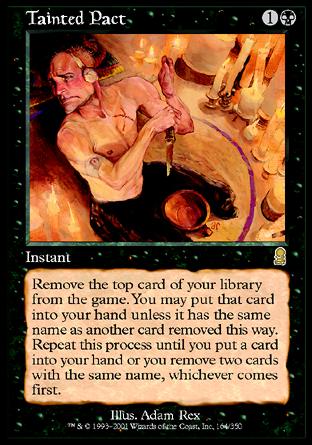 Tainted Pact 1
Instant
Remove the top card of your library
from the game. You may put that card
into your hand unless it has the same
name as another card removed this way.
Repeat this process until you put a card
into your hand or you remove two cards
with the same name, whichever comes
first.
Illus. Adam Rex
™ & © 1993–2001 Wizards of the Coast, Inc. 164/350